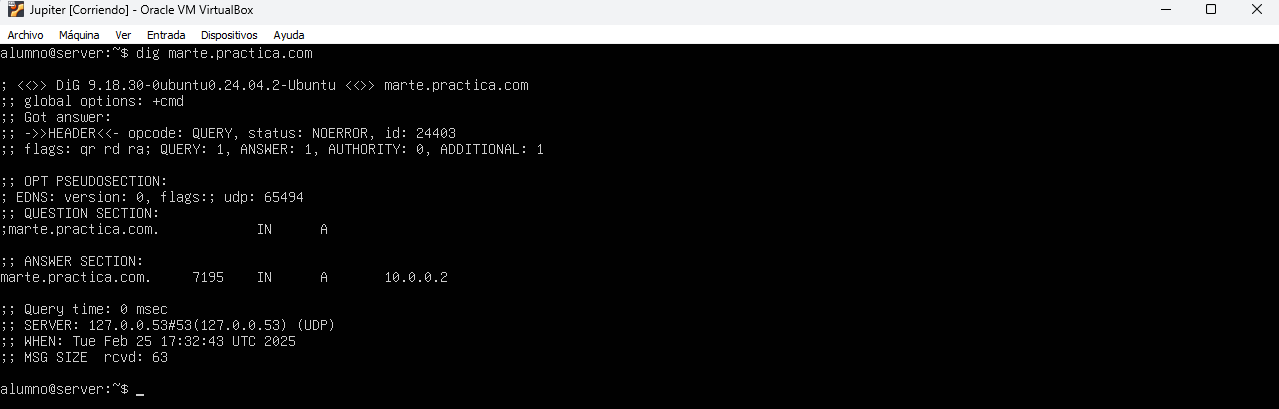 Jupiter [Corriendo] - Oracle VM VirtualBox
Archivo Máquina Ver Entrada Dispositivos Ayuda
alumno@server:~$ dig marte.practica.com
; <<>> DiG 9.18.30-0ubuntu0.24.04.2-Ubuntu <<>> marte.practica.com
;; global options: +cmd
;; Got answer:
;; ->>HEADER<<- opcode: QUERY, status: NOERROR, id: 24403
;; flags: qr rd ra; QUERY: 1, ANSWER: 1, AUTHORITY: 0, ADDITIONAL: 1
;; OPT PSEUDOSECTION:
; EDNS: version: 0, flags:; udp: 65494
;; QUESTION SECTION:
;marte.practica.com. IN A
;; ANSWER SECTION:
marte.practica.com. 7195 IN A 10.0.0.2
;; Query time: 0 msec
;; SERVER: 127.0.0.53#53(127.0.0.53) (UDP)
;; WHEN: Tue Feb 25 17:32:43 UTC 2025
;; MSG SIZE rcvd: 63
alumno@server:~$ _